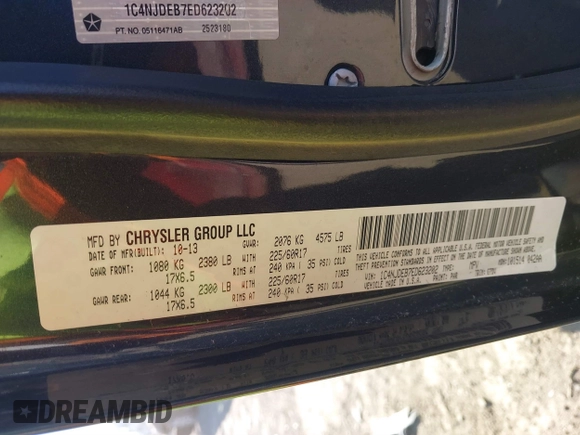 1C4NJDEB7ED623202
PT. NO. 05116471AB 2523180
MFD BY CHRYSLER GROUP LLC
DATE OF MFR(BUILT): 10-13 GVWR: 2076 KG 4575 LB
GAWR FRONT: 1080 KG 2380 LB WITH TIRES 225/60R17
17X6.5 RIMS AT 240 KPA( 35 PSI) COLD
GAWR REAR: 1044 KG 2300 LB WITH TIRES 225/60R17
17X6.5 RIMS AT 240 KPA( 35 PSI) COLD
THIS VEHICLE CONFORMS TO ALL APPLICABLE U.S.A. FEDERAL MOTOR VEHICLE SAFETY AND
THEFT PREVENTION STANDARDS IN EFFECT ON THE DATE OF MANUFACTURE SHOWN ABOVE.
VIN: 1C4NJDEB7ED623202 TYPE: MPV
MADE IN U.S.A. PAINT: PBR
DREAMBID